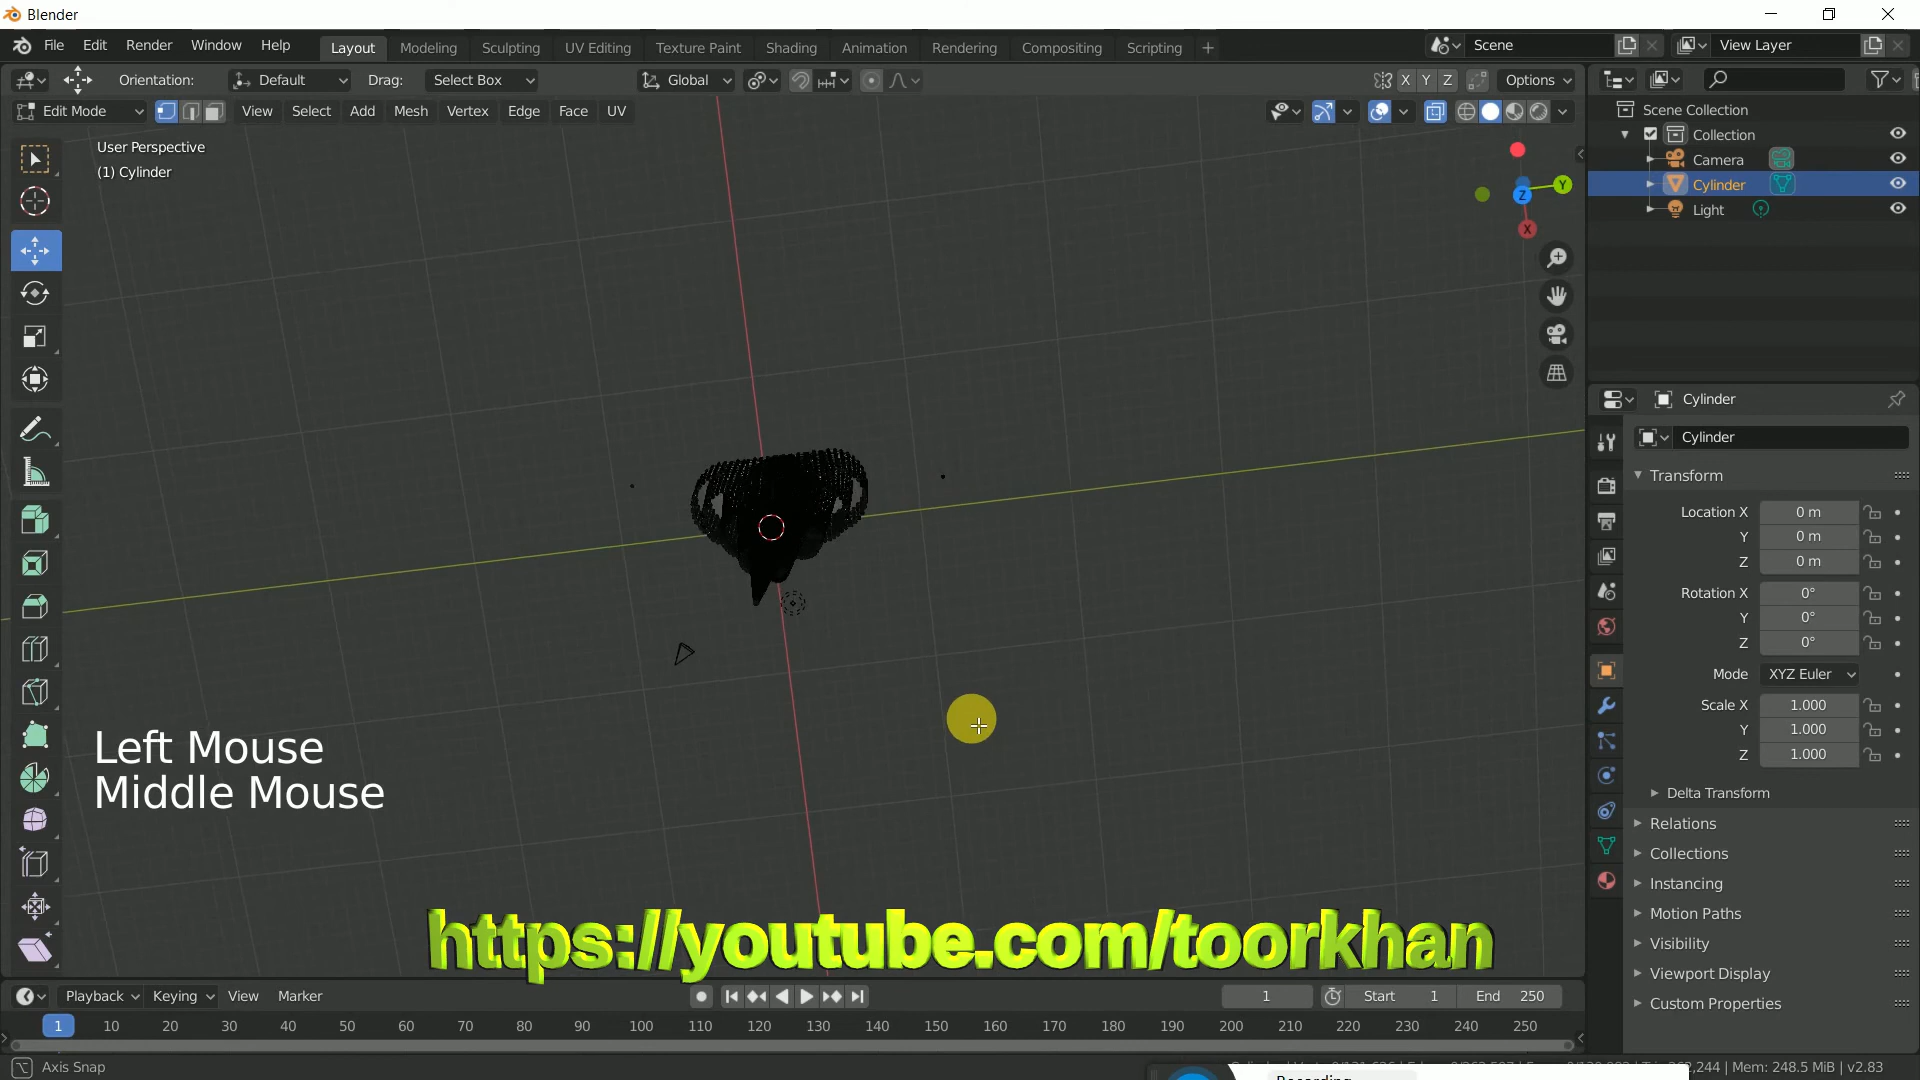 Blender
File Edit Render Window Help Layout Modeling Sculpting UV Editing Texture Paint Shading Animation Rendering Compositing Scripting + Scene View Layer
Orientation: Default Drag: Select Box Global X Y Z Options
Edit Mode View Select Add Mesh Vertex Edge Face UV
User Perspective
(1) Cylinder
Y
Z
X
Scene Collection
Collection
Camera
Cylinder
Light
Cylinder
Cylinder
Transform
Location X 0 m
Y 0 m
Z 0 m
Rotation X 0°
Y 0°
Z 0°
Mode XYZ Euler
Scale X 1.000
Y 1.000
Z 1.000
Delta Transform
Relations
Collections
Instancing
Motion Paths
Visibility
Viewport Display
Custom Properties
Left Mouse
Middle Mouse
https://youtube.com/toorkhan
Playback Keying View Marker 1 Start 1 End 250
1 10 20 30 40 50 60 70 80 90 100 110 120 130 140 150 160 170 180 190 200 210 220 230 240 250
Axis Snap
,244 | Mem: 248.5 MiB | v2.83